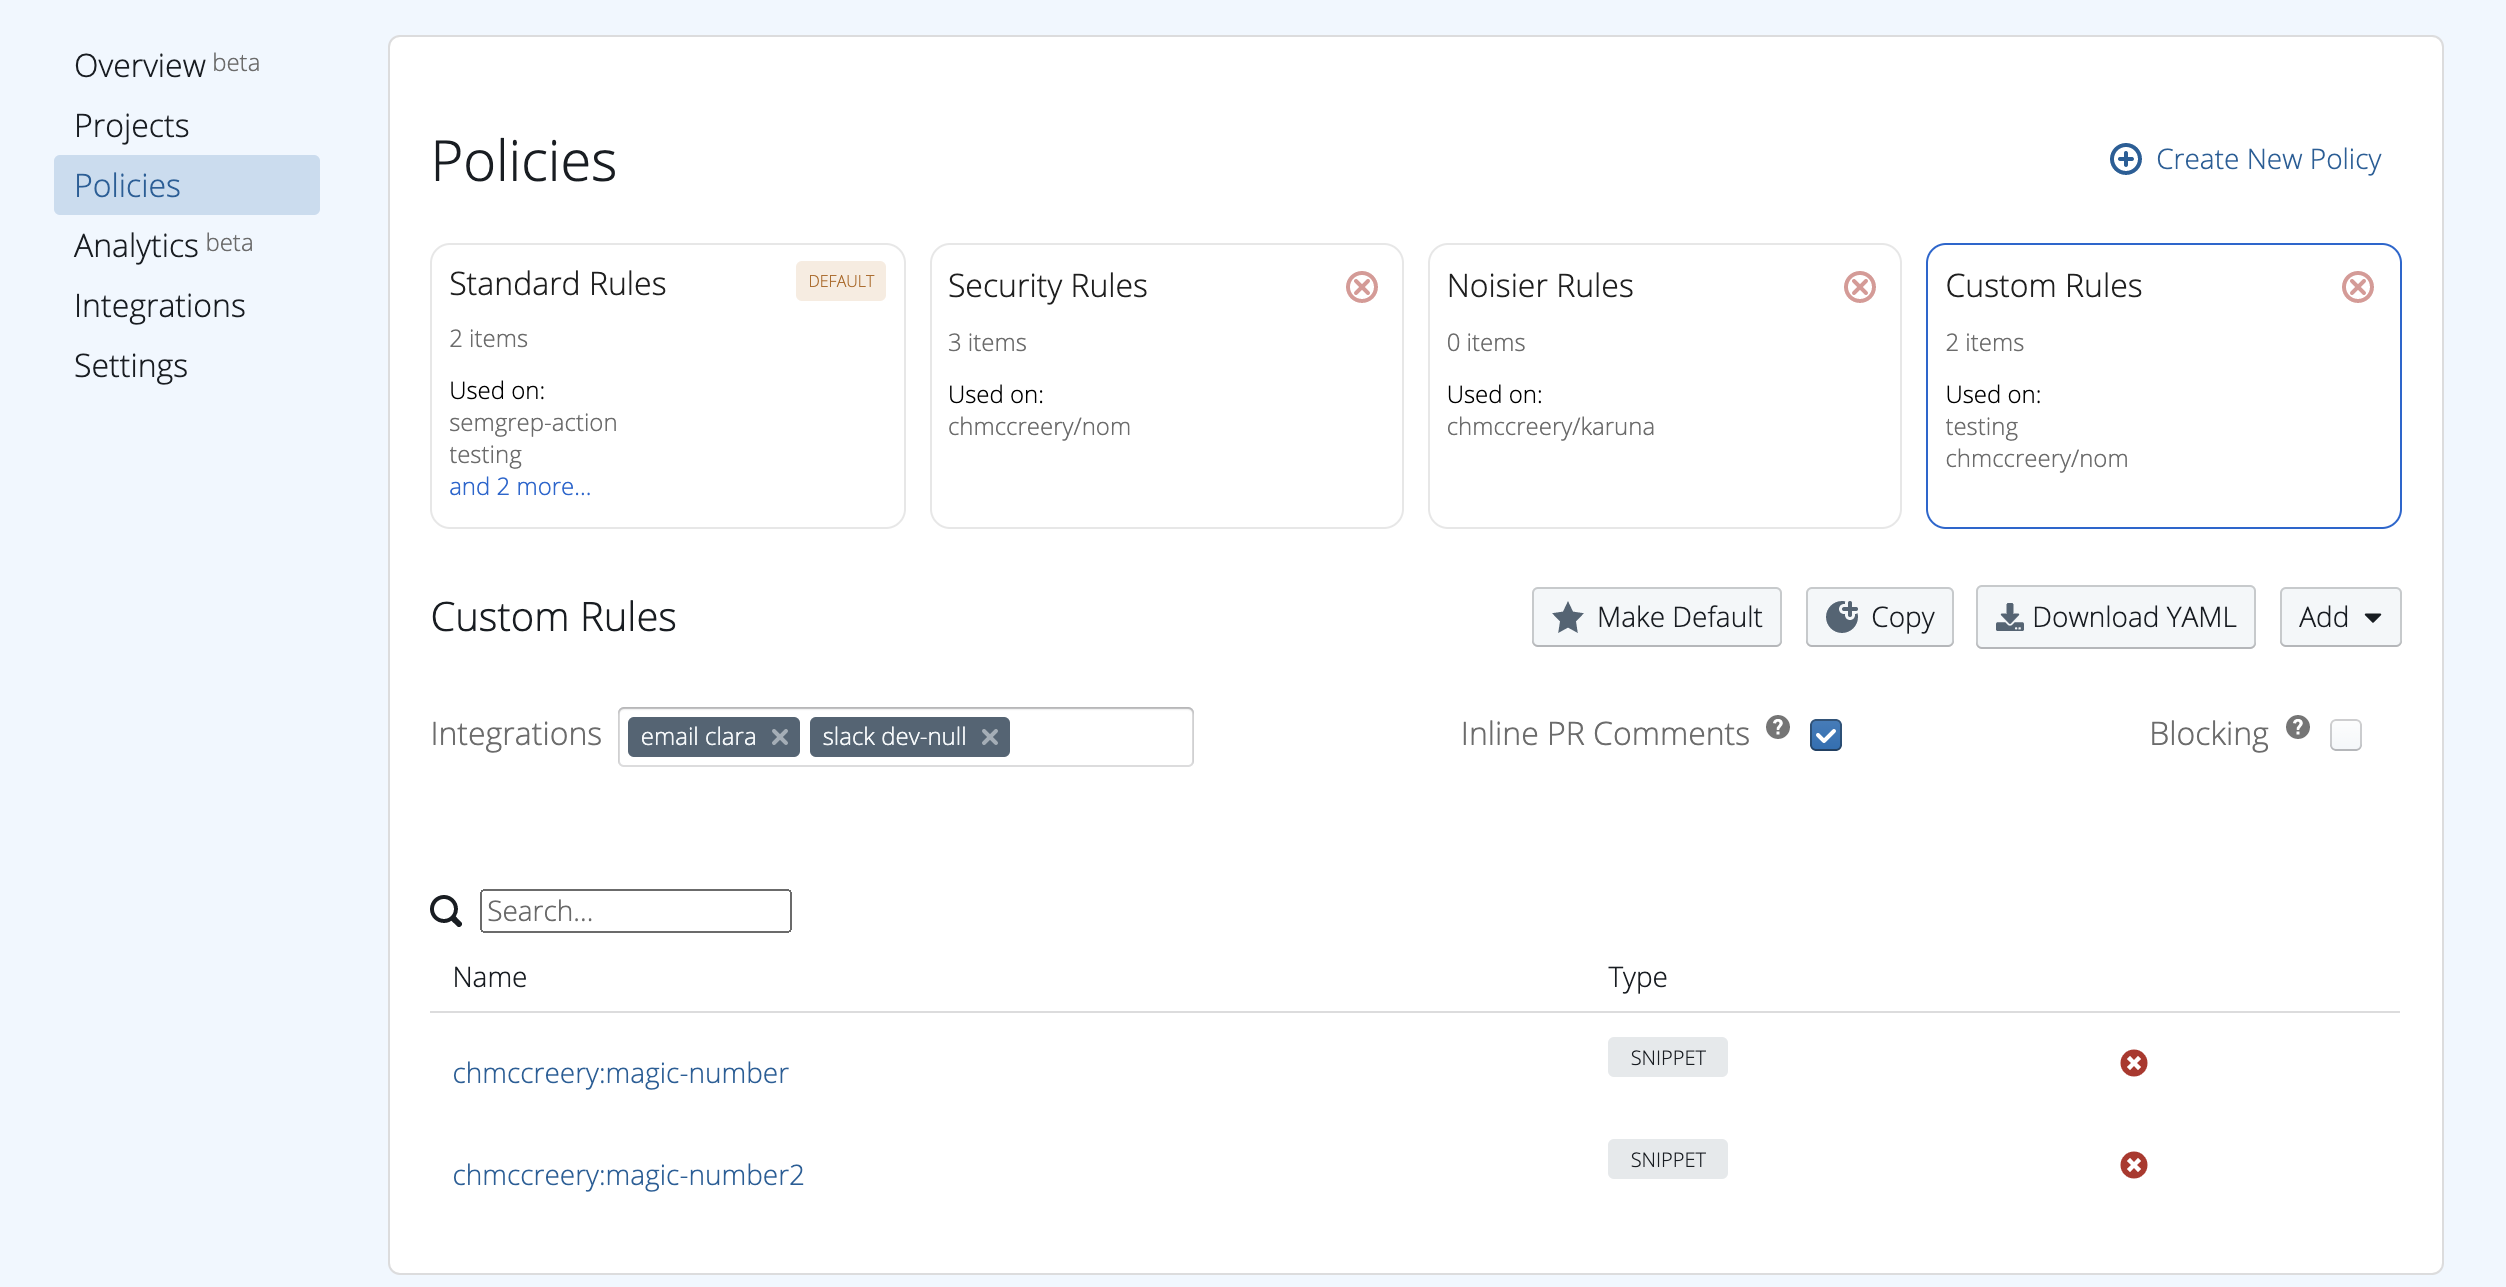 Overview beta
Projects
Policies
Analytics beta
Integrations
Settings
Policies
Create New Policy
Standard Rules
DEFAULT
2 items
Used on:
semgrep-action
testing
and 2 more...
Security Rules
3 items
Used on:
chmccreery/nom
Noisier Rules
0 items
Used on:
chmccreery/karuna
Custom Rules
2 items
Used on:
testing
chmccreery/nom
Custom Rules
Make Default
Copy
Download YAML
Add
Integrations
email clara
slack dev-null
Inline PR Comments ?
Blocking ?
Search...
Name
Type
chmccreery:magic-number
SNIPPET
chmccreery:magic-number2
SNIPPET